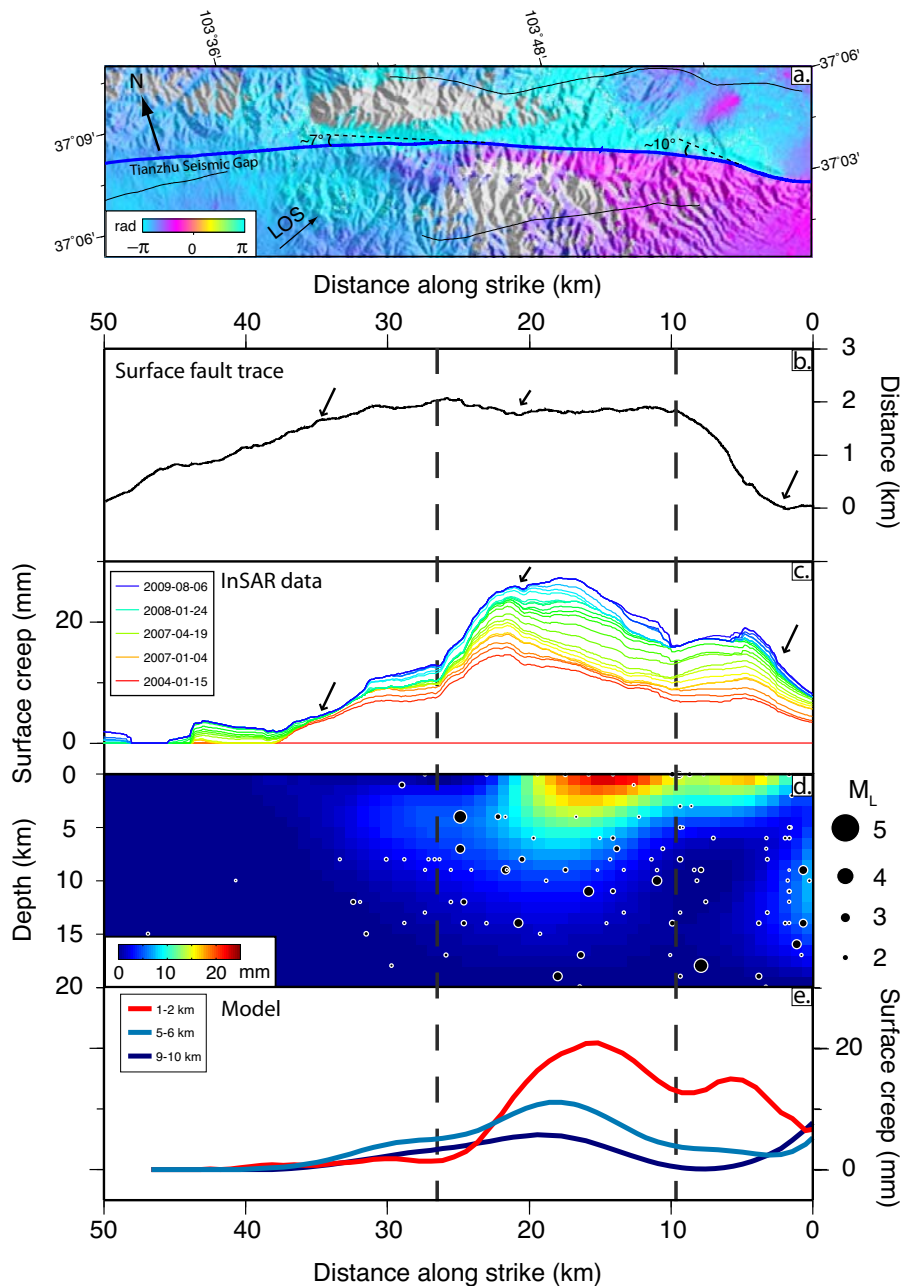 103˚36'
103˚48'
37˚06'
a.
N
37˚09'
~7°
~10°
Tianzhu Seismic Gap
37˚03'
rad
−π 0 π
LOS
37˚06'
Distance along strike (km)
50 40 30 20 10 0
Surface fault trace
b.
3
2
1
0
Distance (km)
InSAR data
c.
2009-08-06
2008-01-24
2007-04-19
2007-01-04
2004-01-15
20
0
Surface creep (mm)
d.
0
5
10
15
20
Depth (km)
0 10 20 mm
M_L
5
4
3
2
Model
e.
1-2 km
5-6 km
9-10 km
20
0
Surface creep (mm)
50 40 30 20 10 0
Distance along strike (km)